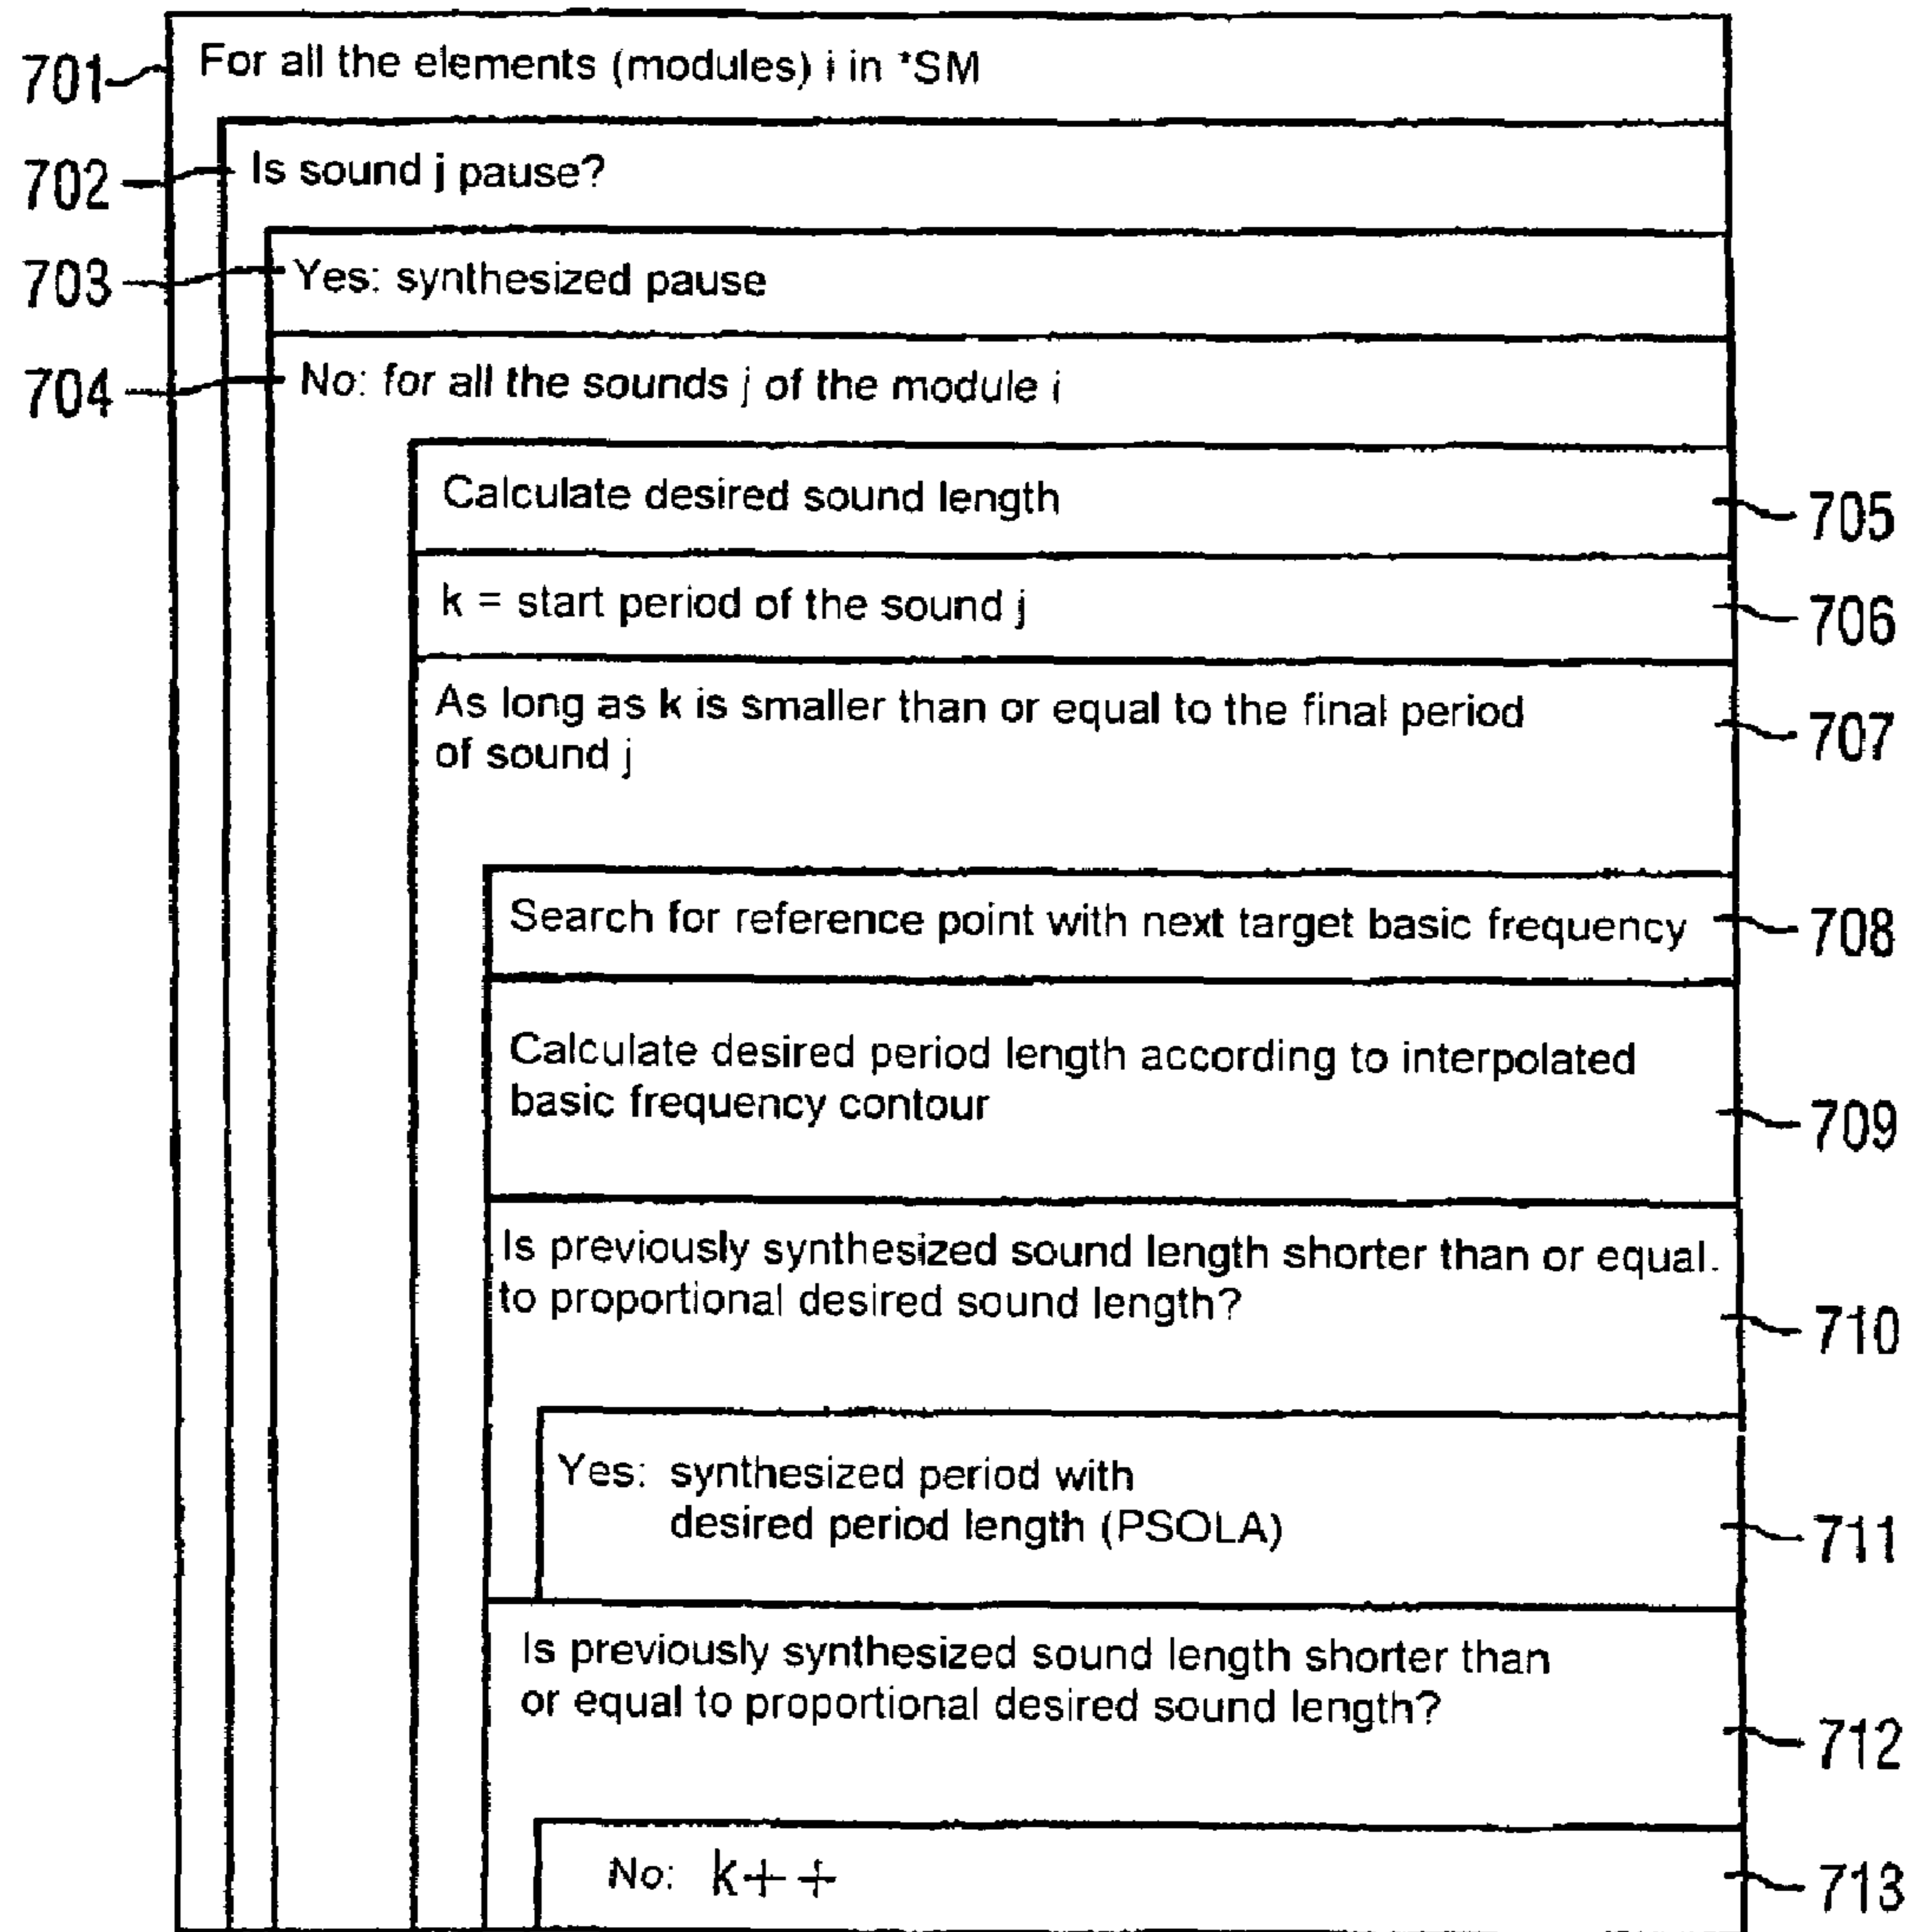 701 For all the elements (modules) i in *SM
702 Is sound j pause?
703 Yes: synthesized pause
704 No: for all the sounds j of the module i
Calculate desired sound length 705
k = start period of the sound j 706
As long as k is smaller than or equal to the final period 707
of sound j
Search for reference point with next target basic frequency 708
Calculate desired period length according to interpolated
basic frequency contour 709
Is previously synthesized sound length shorter than or equal
to proportional desired sound length? 710
Yes: synthesized period with
desired period length (PSOLA) 711
Is previously synthesized sound length shorter than
or equal to proportional desired sound length? 712
No: k++ 713